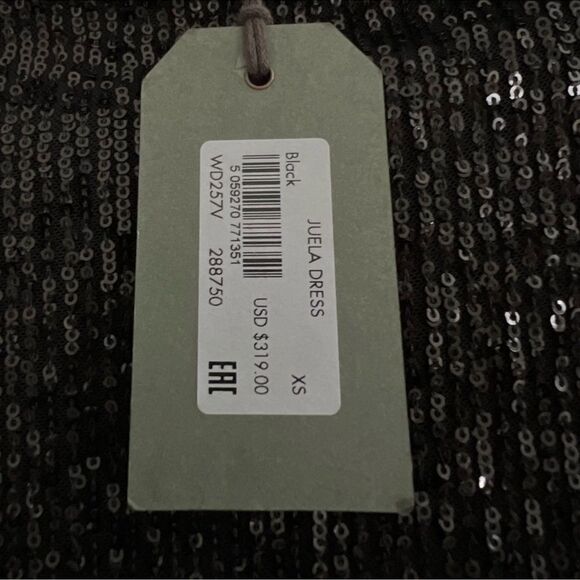 JUELA DRESS XS
Black
5 059270 771351
USD $319.00
WD257V 288750
EAC